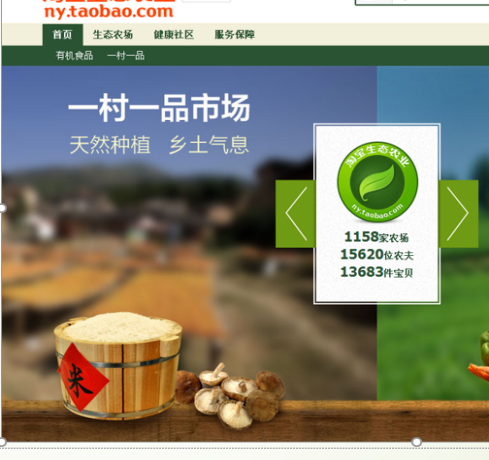 ny.taobao.com
首页 生态农场 健康社区 服务保障
有机食品 一村一品
一村一品市场
天然种植 乡土气息
淘宝生态农业
nytaobao.com
1158家农场
15620位农夫
13683件宝贝
米